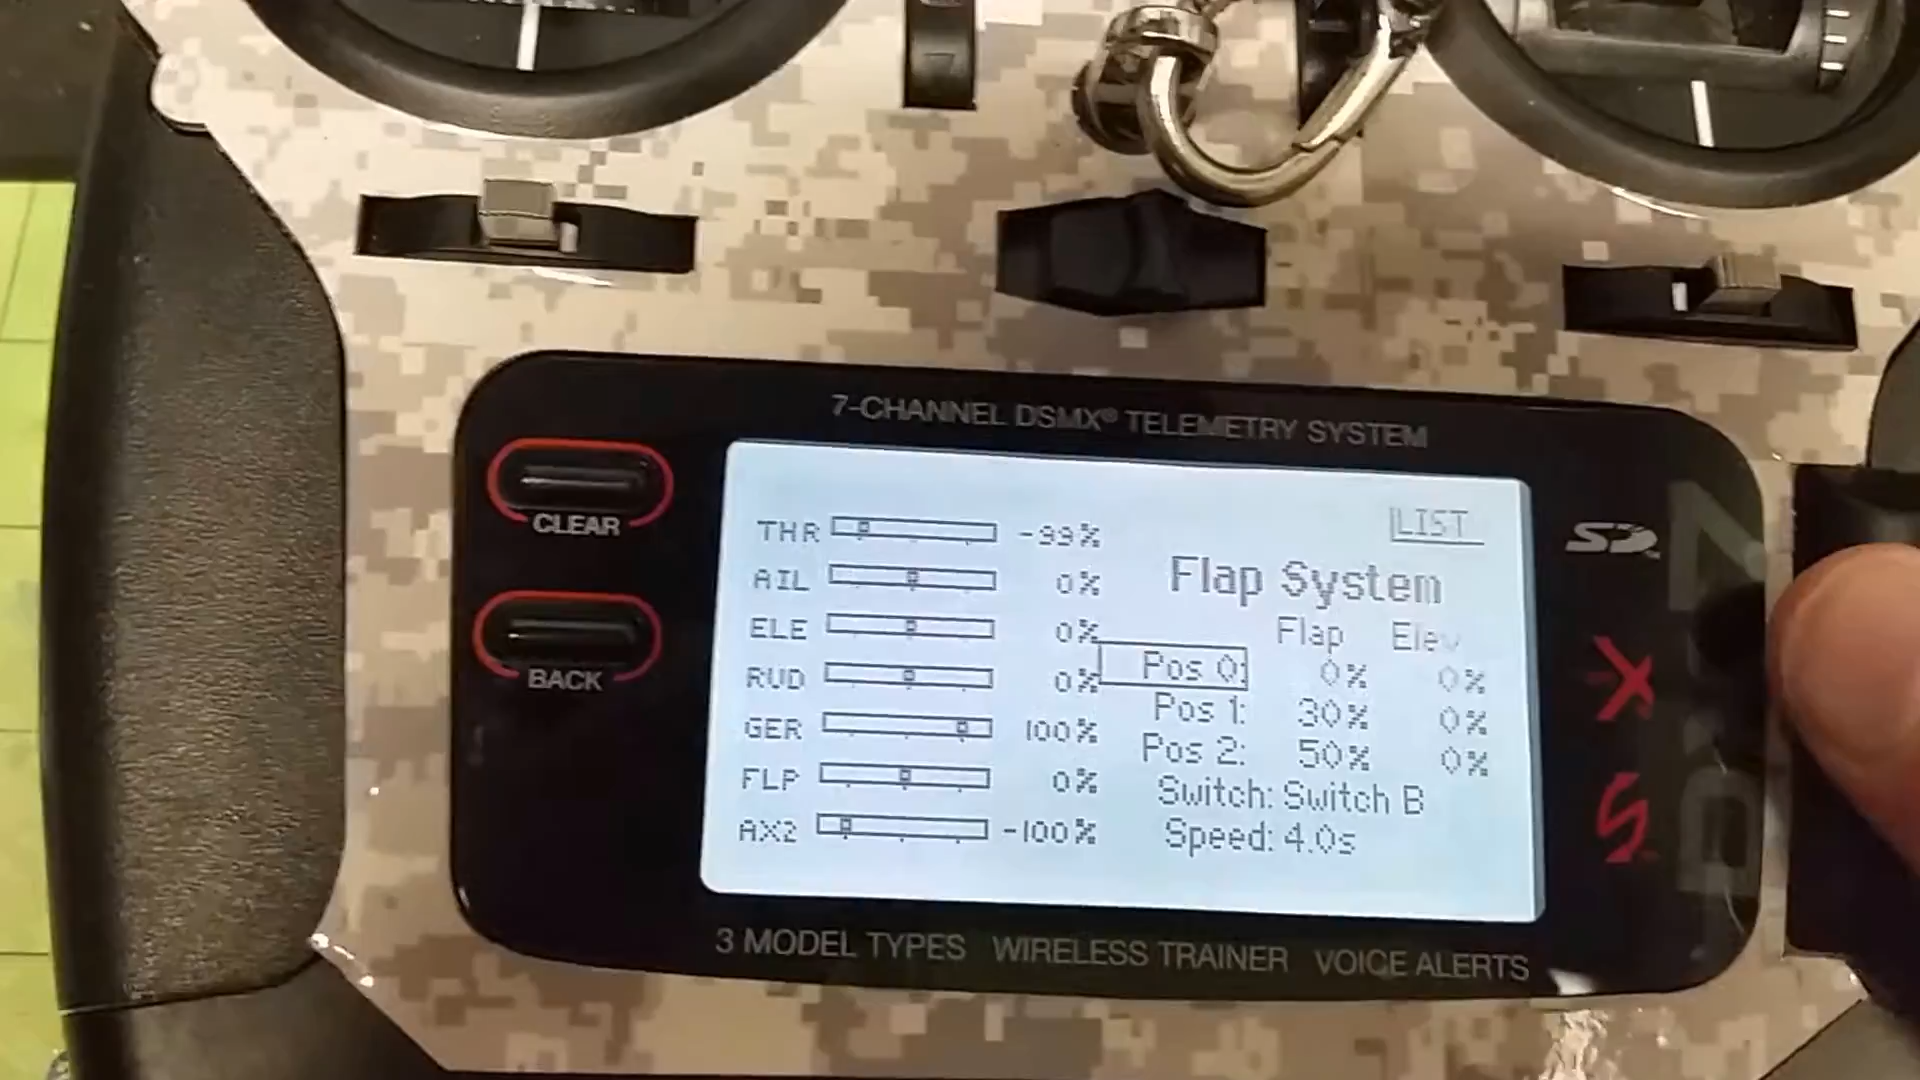 7-CHANNEL DSMX® TELEMETRY SYSTEM
CLEAR
BACK
LIST
Flap System
THR -99%
AIL 0%
ELE 0%
RUD 0%
GER 100%
FLP 0%
AX2 -100%
Flap Elev
Pos 0: 0% 0%
Pos 1: 30% 0%
Pos 2: 50% 0%
Switch: Switch B
Speed: 4.0s
SD
3 MODEL TYPES WIRELESS TRAINER VOICE ALERTS